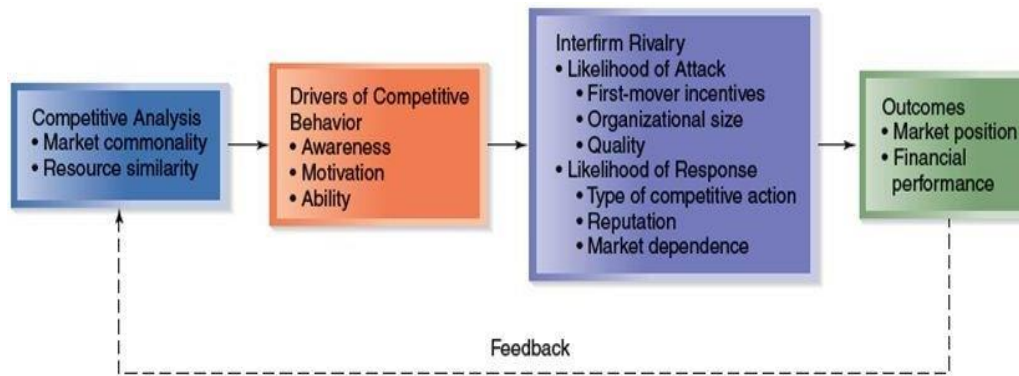 Competitive Analysis
• Market commonality
• Resource similarity
Drivers of Competitive
Behavior
• Awareness
• Motivation
• Ability
Interfirm Rivalry
• Likelihood of Attack
• First-mover incentives
• Organizational size
• Quality
• Likelihood of Response
• Type of competitive action
• Reputation
• Market dependence
Outcomes
• Market position
• Financial
performance
Feedback